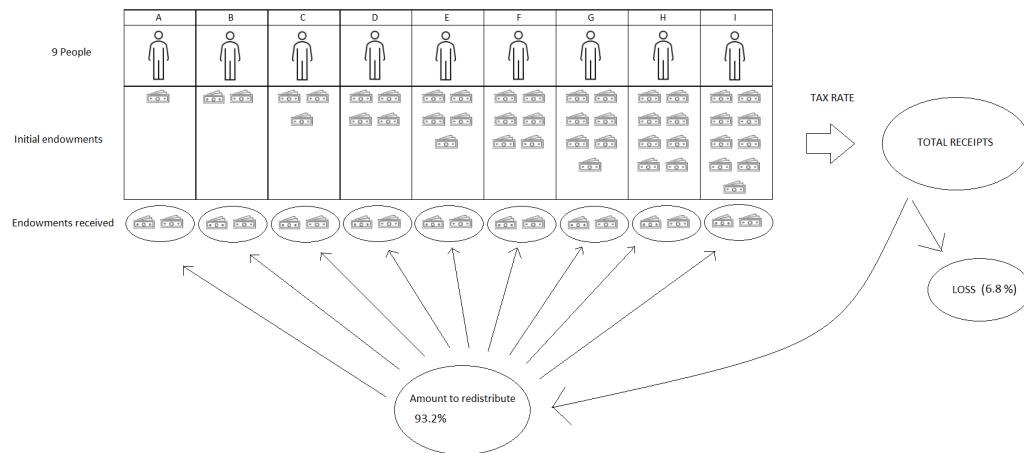 A B C D E F G H I
9 People
Initial endowments
TAX RATE
TOTAL RECEIPTS
Endowments received
LOSS (6.8%)
Amount to redistribute
93.2%